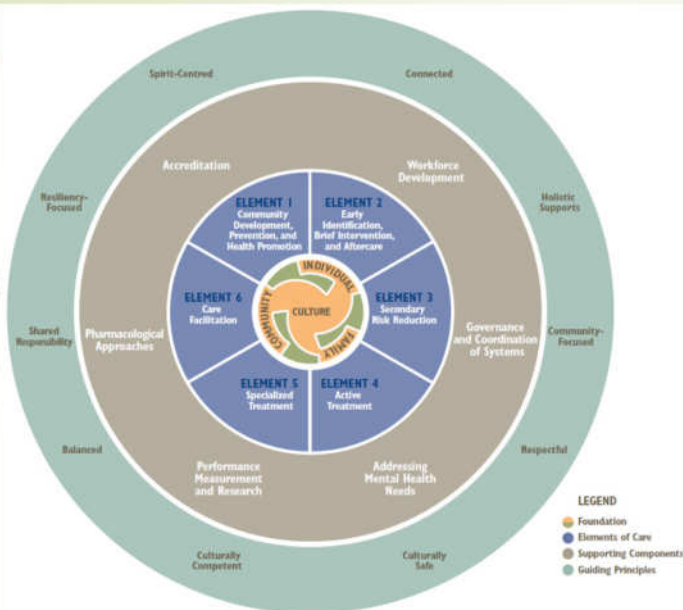 Spirit-Centred
Connected
Accreditation
Workforce
Development
Resiliency-
Focused
Holistic
Supports
ELEMENT 1
Community
Development,
Prevention, and
Health Promotion
ELEMENT 2
Early
Identification,
Brief Intervention,
and Aftercare
INDIVIDUAL
ELEMENT 6
Care
Facilitation
COMMUNITY
CULTURE
FAMILY
ELEMENT 3
Secondary
Risk Reduction
Shared
Responsibility
Pharmacological
Approaches
Governance
and Coordination
of Systems
Community-
Focused
ELEMENT 5
Specialized
Treatment
ELEMENT 4
Active
Treatment
Balanced
Respectful
Performance
Measurement
and Research
Addressing
Mental Health
Needs
Culturally
Competent
Culturally
Safe
LEGEND
Foundation
Elements of Care
Supporting Components
Guiding Principles